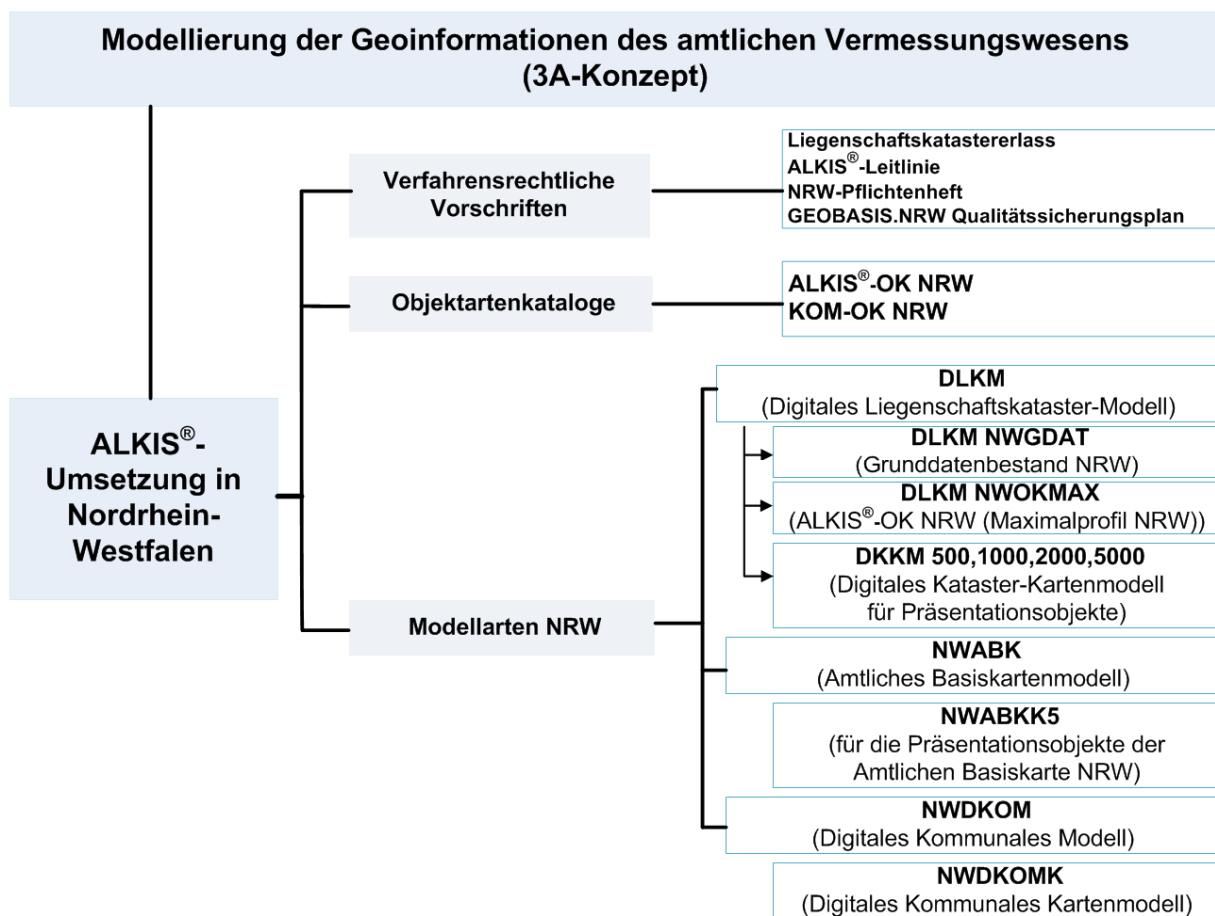 Modellierung der Geoinformationen des amtlichen Vermessungswesens
(3A-Konzept)
Verfahrensrechtliche
Vorschriften
Liegenschaftskatastererlass
ALKIS®-Leitlinie
NRW-Pflichtenheft
GEOBASIS.NRW Qualitätssicherungsplan
Objektartenkataloge
ALKIS®-OK NRW
KOM-OK NRW
ALKIS®-
Umsetzung in
Nordrhein-
Westfalen
Modellarten NRW
DLKM
(Digitales Liegenschaftskataster-Modell)
DLKM NWGDAT
(Grunddatenbestand NRW)
DLKM NWOKMAX
(ALKIS®-OK NRW (Maximalprofil NRW))
DKKM 500,1000,2000,5000
(Digitales Kataster-Kartenmodell
für Präsentationsobjekte)
NWABK
(Amtliches Basiskartenmodell)
NWABKK5
(für die Präsentationsobjekte der
Amtlichen Basiskarte NRW)
NWDKOM
(Digitales Kommunales Modell)
NWDKOMK
(Digitales Kommunales Kartenmodell)